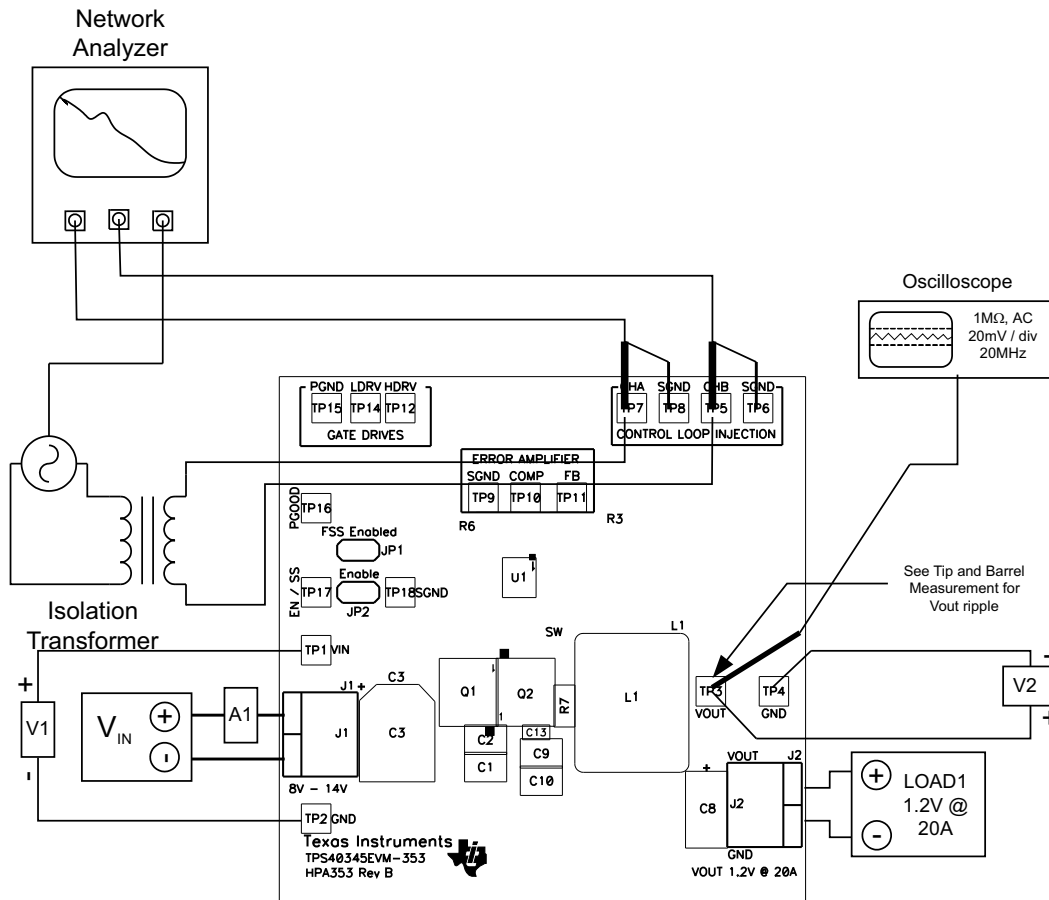 Network
Analyzer
Oscilloscope
1MΩ, AC
20mV / div
20MHz
PGND LDRV HDRV
TP15 TP14 TP12
GATE DRIVES
CHA SGND CHB SGND
TP7 TP8 TP5 TP6
CONTROL LOOP INJECTION
ERROR AMPLIFIER
SGND COMP FB
TP9 TP10 TP11
R6 R3
PGOOD
TP16
FSS Enabled
JP1
EN / SS
TP17
Enable
JP2
TP18 SGND
U1
1
See Tip and Barrel
Measurement for
Vout ripple
Isolation
Transformer
TP1 VIN
SW
L1
L1
+
V1
-
VIN
+
-
A1
J1 +
J1
C3
C3
8V - 14V
Q1
1
Q2
1
R7
C2
C1
C13
C9
C10
TP3
VOUT
TP4
GND
-
V2
+
TP2 GND
+
C8
VOUT J2
J2
GND
VOUT 1.2V @ 20A
+
-
LOAD1
1.2V @
20A
Texas Instruments
TPS40345EVM-353
HPA353 Rev B
ti